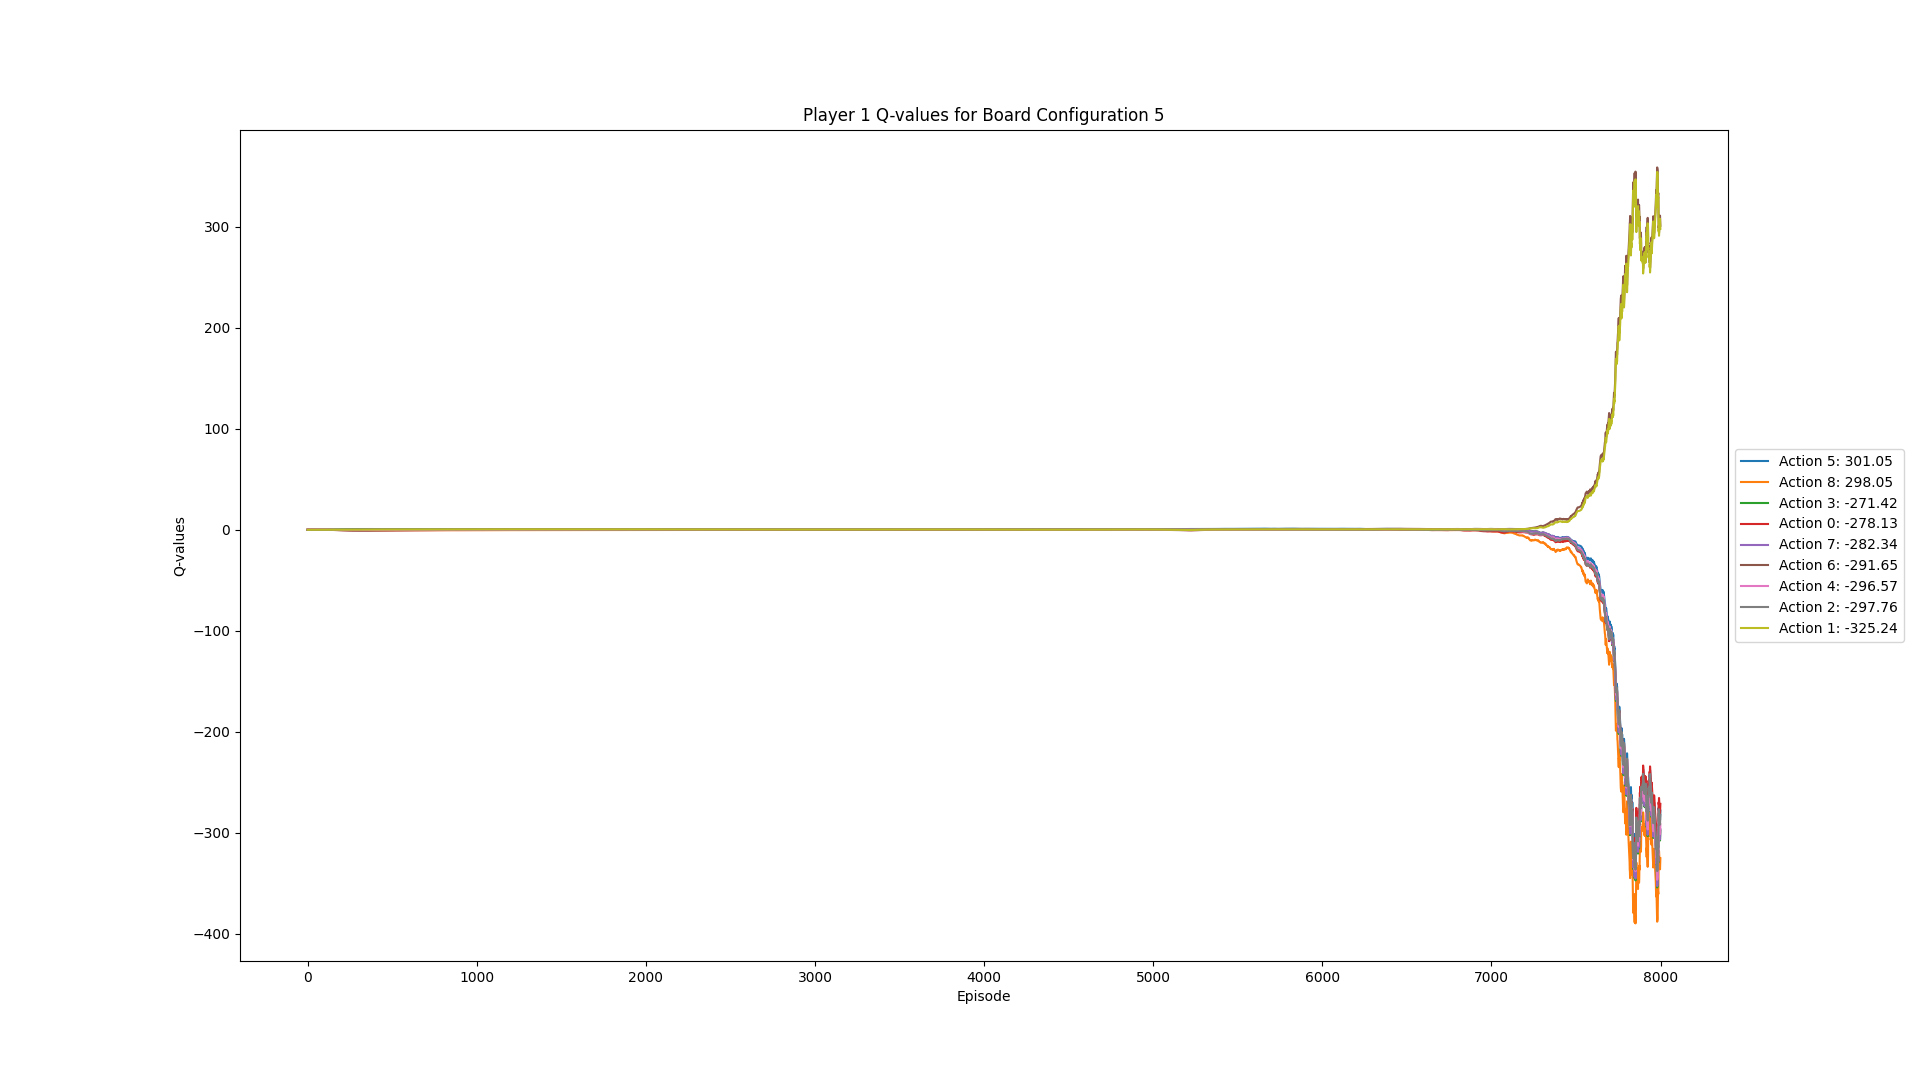 Player 1 Q-values for Board Configuration 5
Q-values
300
200
100
0
−100
−200
−300
−400
0 1000 2000 3000 4000 5000 6000 7000 8000
Episode
Action 5: 301.05
Action 8: 298.05
Action 3: -271.42
Action 0: -278.13
Action 7: -282.34
Action 6: -291.65
Action 4: -296.57
Action 2: -297.76
Action 1: -325.24